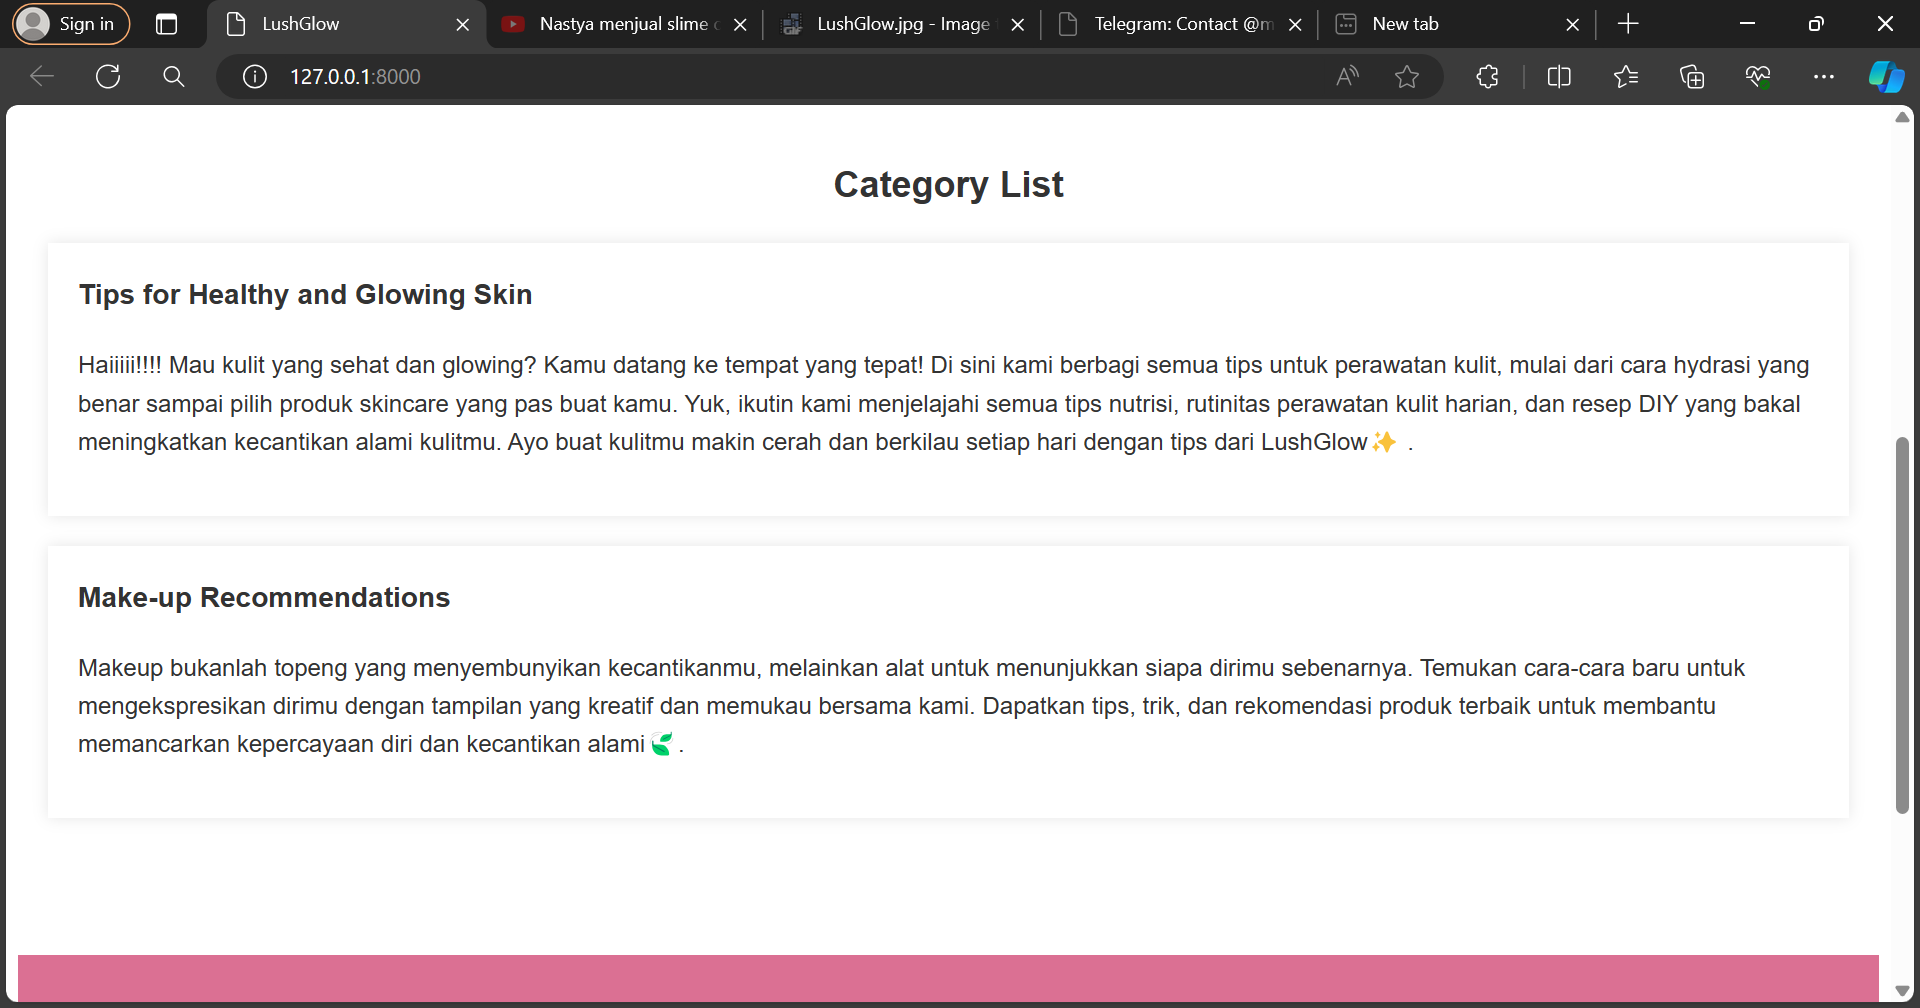 Sign in
LushGlow
Nastya menjual slime
LushGlow.jpg - Image
Telegram: Contact @m
New tab
127.0.0.1:8000
Category List
Tips for Healthy and Glowing Skin
Haiiiii!!!! Mau kulit yang sehat dan glowing? Kamu datang ke tempat yang tepat! Di sini kami berbagi semua tips untuk perawatan kulit, mulai dari cara hydrasi yang
benar sampai pilih produk skincare yang pas buat kamu. Yuk, ikutin kami menjelajahi semua tips nutrisi, rutinitas perawatan kulit harian, dan resep DIY yang bakal
meningkatkan kecantikan alami kulitmu. Ayo buat kulitmu makin cerah dan berkilau setiap hari dengan tips dari LushGlow✨ .
Make-up Recommendations
Makeup bukanlah topeng yang menyembunyikan kecantikanmu, melainkan alat untuk menunjukkan siapa dirimu sebenarnya. Temukan cara-cara baru untuk
mengekspresikan dirimu dengan tampilan yang kreatif dan memukau bersama kami. Dapatkan tips, trik, dan rekomendasi produk terbaik untuk membantu
memancarkan kepercayaan diri dan kecantikan alami🍃 .